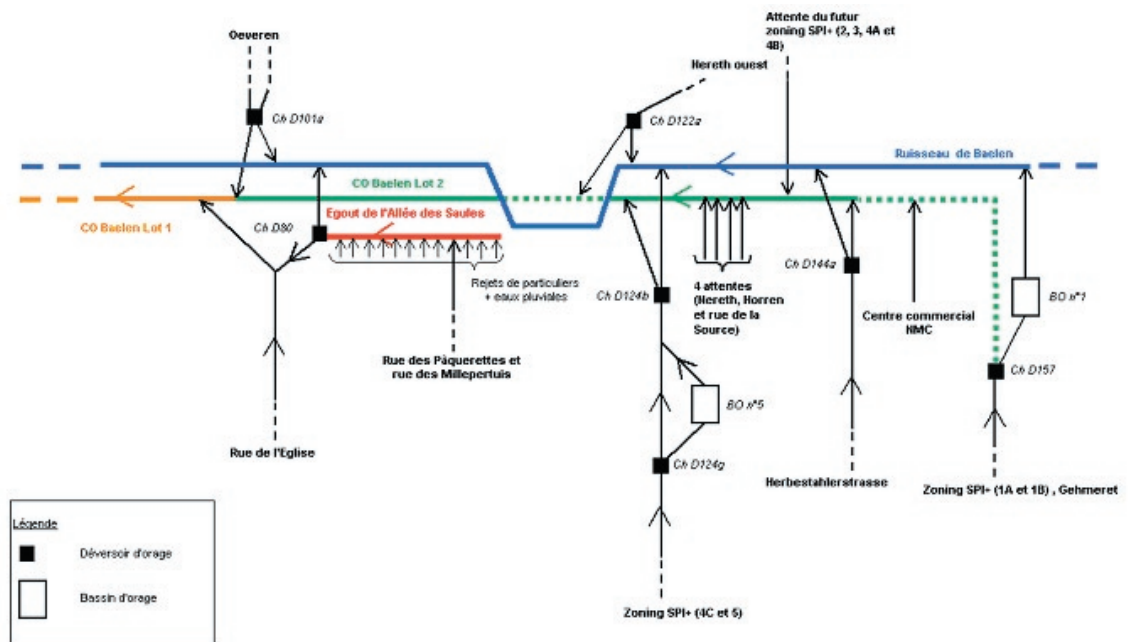 Attente du futur
zoning SPI+ (2, 3, 4A et
4B)
Oeveren
Hereth ouest
Ch D101a
Ch D122a
Ruisseau de Baelen
CO Baelen Lot 2
CO Baelen Lot 1
Egout de l'Allée des Saules
Ch D80
Rejets de particuliers
+ eaux pluviales
Ch D124b
4 attentes
(Hereth, Horren
et rue de la
Source)
Ch D144a
Centre commercial
NMC
BO n°1
Ch D157
Rue des Pàquerettes et
rue des Millepertuis
BO n°5
Rue de l'Eglise
Ch D124g
Herbestahlerstrasse
Zoning SPI+ (1A et 1B) , Gehmeret
Zoning SPI+ (4C et 5)
Légende
Déversoir d'orage
Bassin d'orage